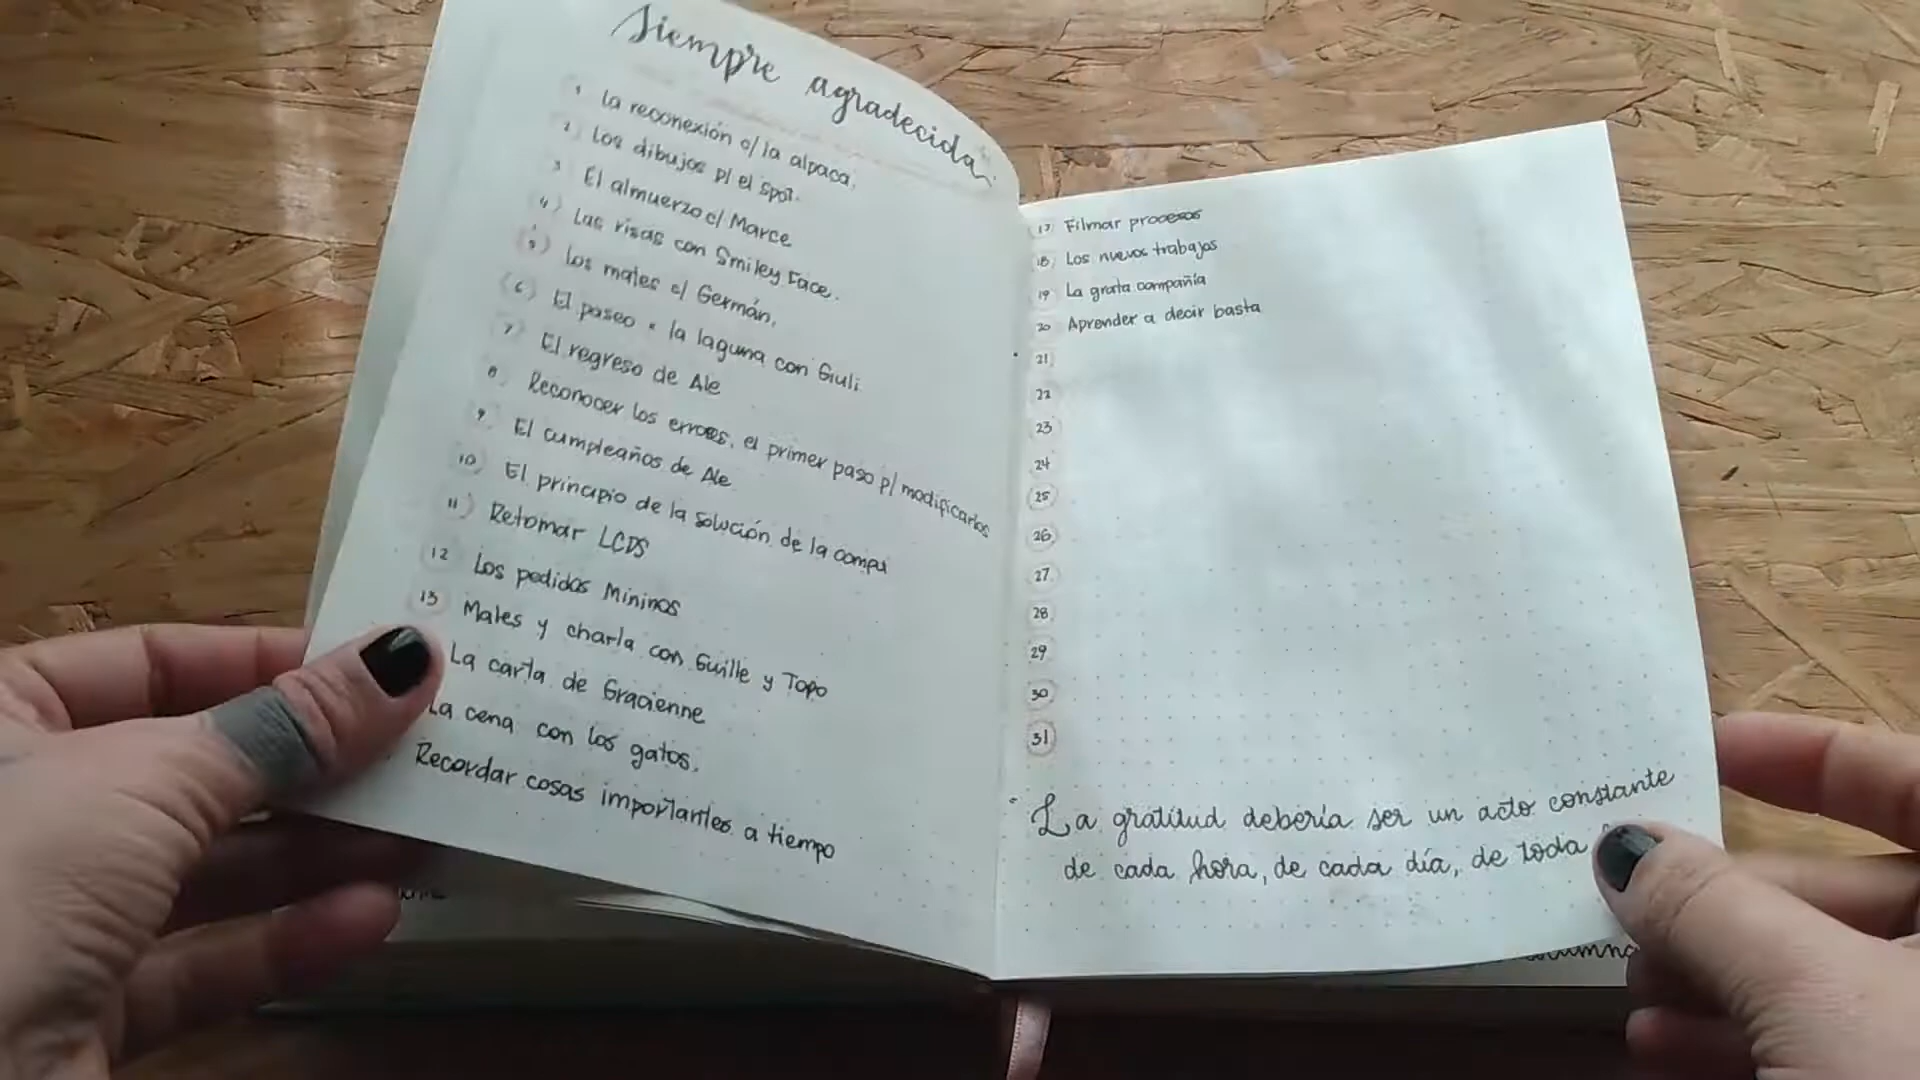 Siempre agradecida
1 La reconexión c/ la alpaca.
2 Los dibujos p/ el spot.
3 El almuerzo c/ Marce
4 Las risas con Smiley Face.
5 Los mates c/ Germán.
6 El paseo x la laguna con Giuli
7 El regreso de Ale
8 Reconocer los errores, el primer paso p/ modificarlos
9 El cumpleaños de Ale
10 El principio de la solución de la compu
11 Retomar LCDS
12 Los pedidos Mininos
13 Mates y charla con Guille y Topo
La carta de Gracienne
La cena con los gatos.
Recordar cosas importantes a tiempo
17 Filmar procesos
18 Los nuevos trabajos
19 La grata compañía
20 Aprender a decir basta
21
22
23
24
25
26
27
28
29
30
31
La gratitud debería ser un acto constante
de cada hora, de cada día, de toda